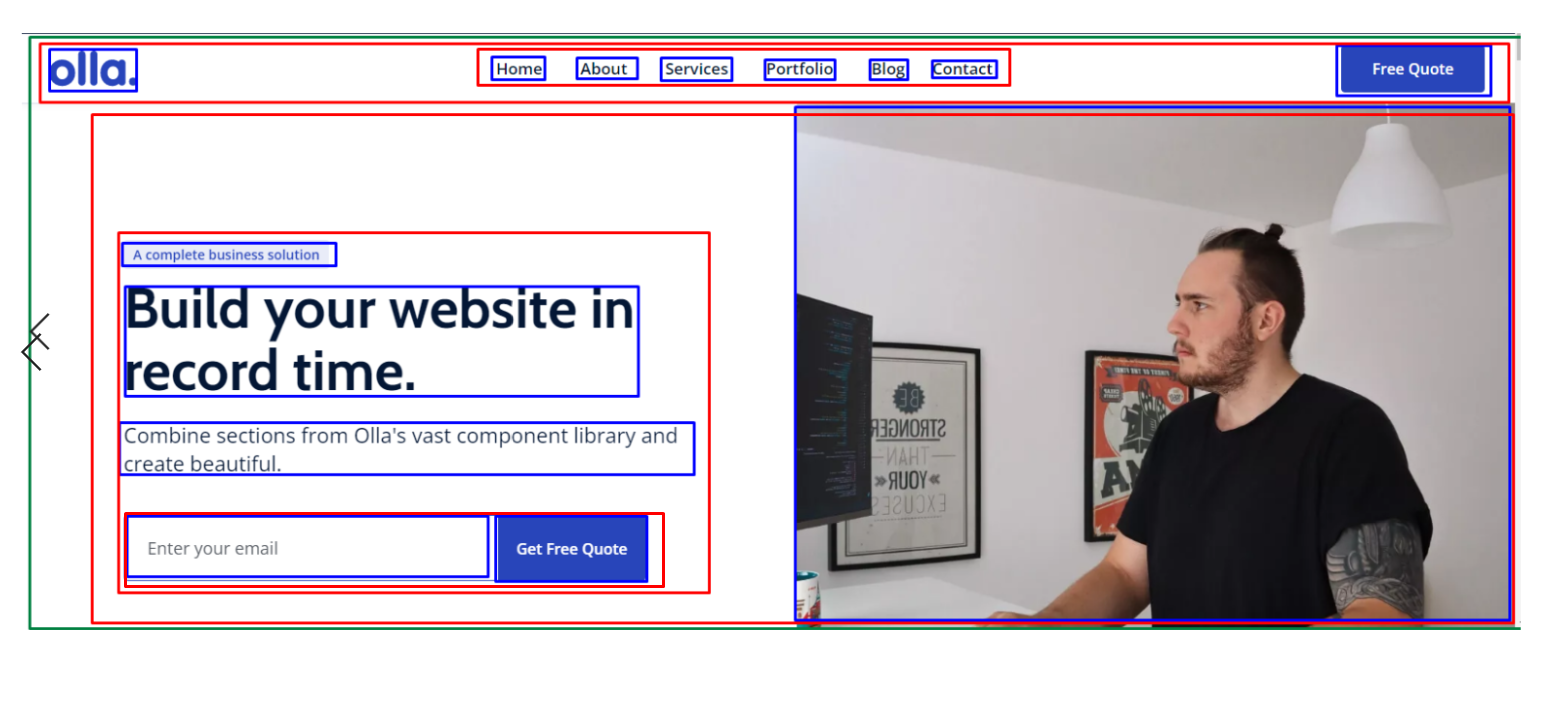 olla.
Home About Services Portfolio Blog Contact
Free Quote
A complete business solution
Build your website in
record time.
Combine sections from Olla's vast component library and
create beautiful.
Enter your email
Get Free Quote
BE
STRONGER
THAN
YOUR
EXCUSES